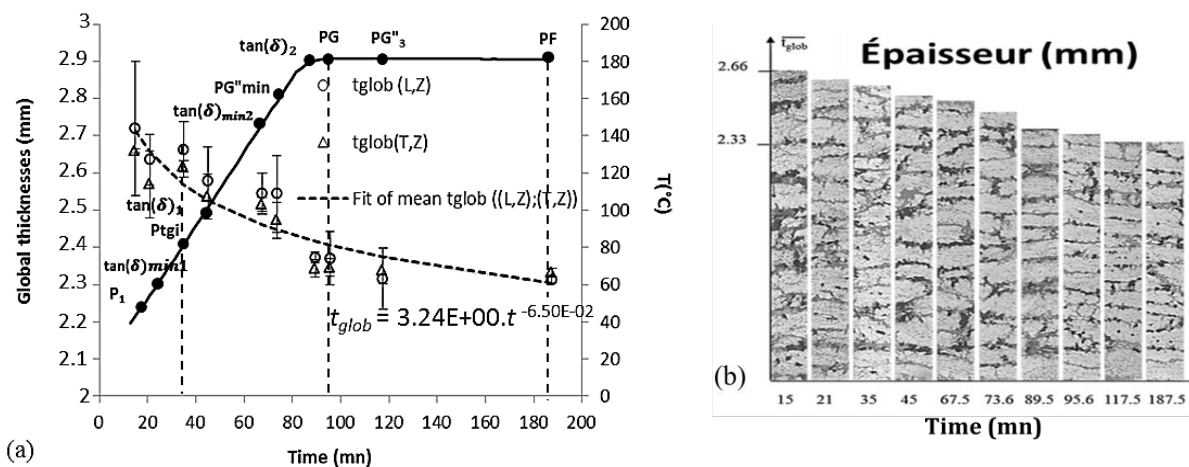 (a)
Global thicknesses (mm)
3
2.9
2.8
2.7
2.6
2.5
2.4
2.3
2.2
2.1
2
200
180
160
140
120
100
80
60
40
20
0
T(°C)
0 20 40 60 80 100 120 140 160 180 200
Time (mn)
tan(δ)₂ PG PG"₃ PF
PG"min
tan(δ)min2
tan(δ)₁
Ptgi
tan(δ)min1
P₁
tglob (L,Z)
tglob(T,Z)
Fit of mean tglob ((L,Z);(T,Z))
t_glob = 3.24E+00.t^-6.50E-02
(b)
t_glob
Épaisseur (mm)
2.66
2.33
15 21 35 45 67.5 73.6 89.5 95.6 117.5 187.5
Time (mn)